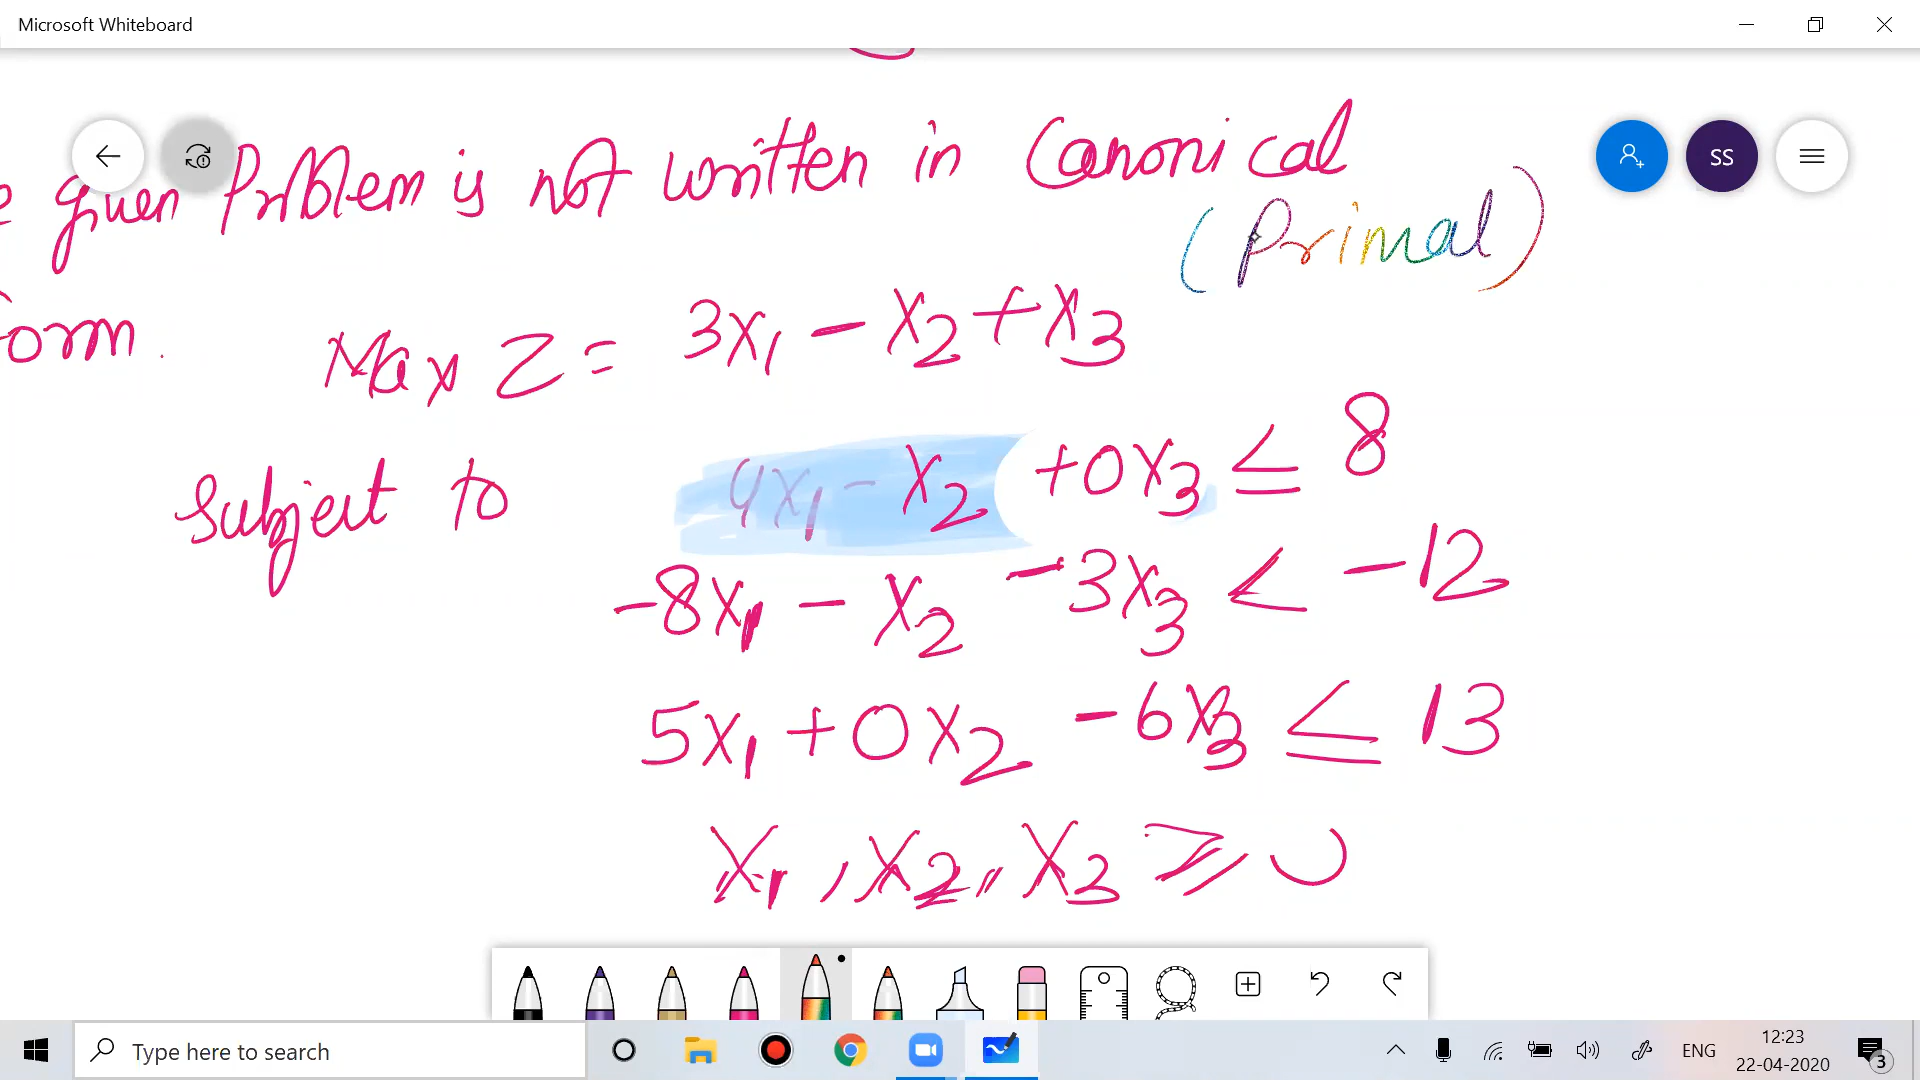 Microsoft Whiteboard
given Problem is not written in Canonical
(Primal)
orm.
Max Z = 3x1 - x2 + x3
Subject to 4x1 - x2 + 0x3 ≤ 8
-8x1 - x2 - 3x3 < -12
5x1 + 0x2 - 6x3 ≤ 13
x1, x2, x3 ≥ 0
SS
Type here to search
ENG
12:23
22-04-2020
3